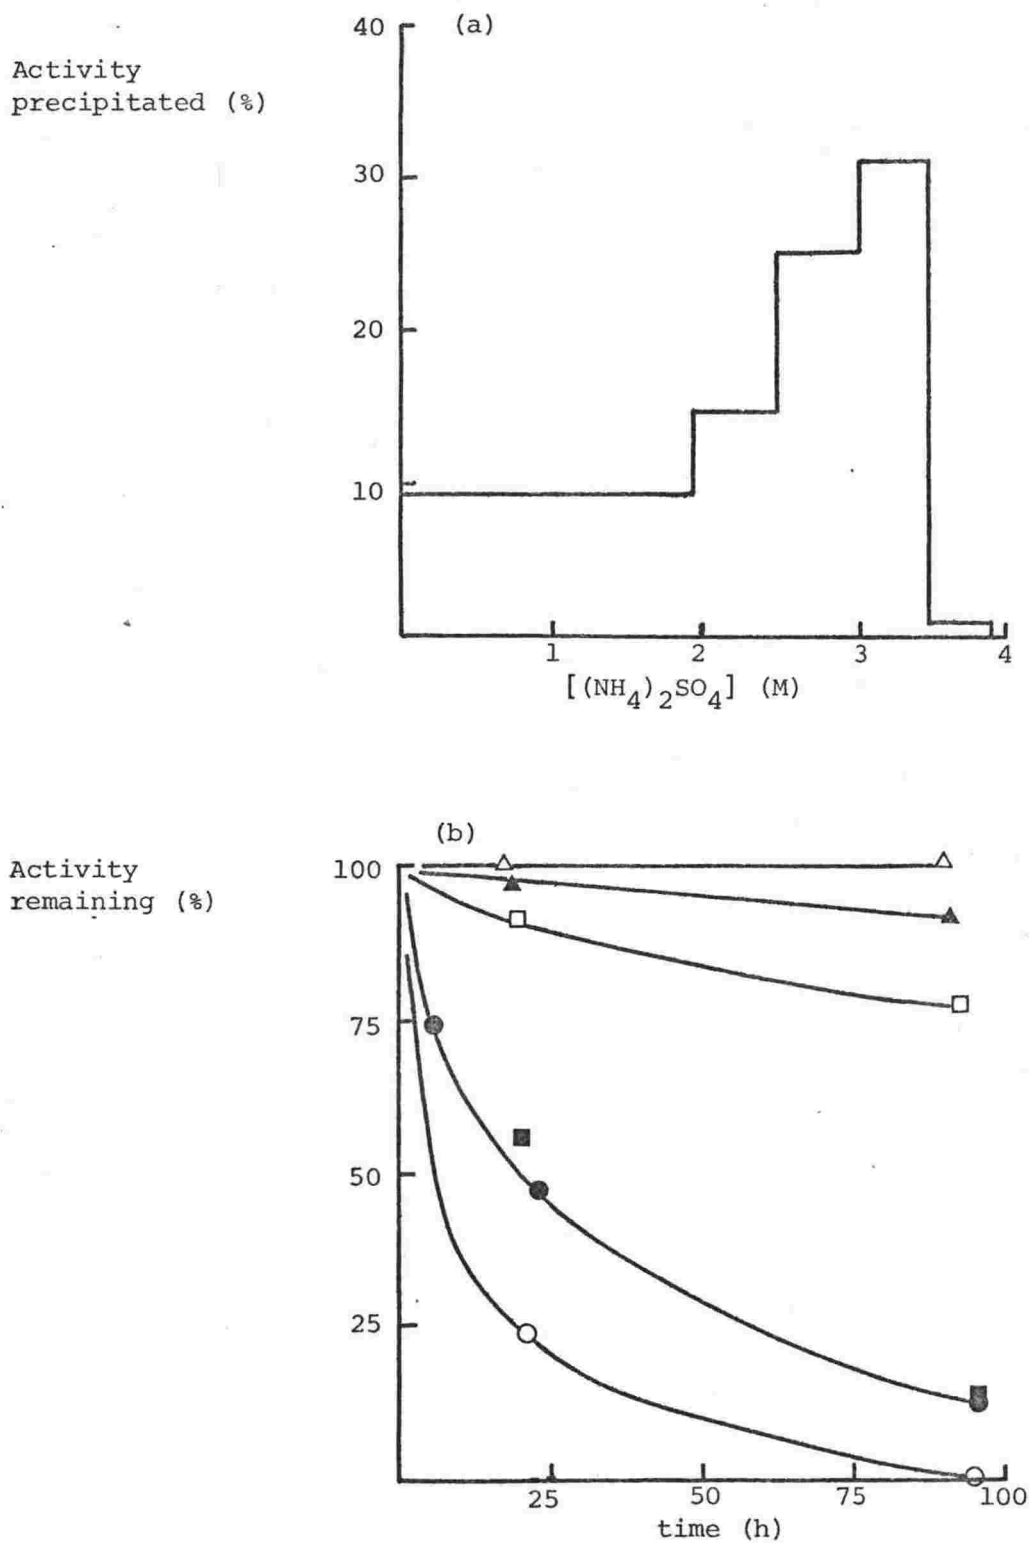 (a)
Activity
precipitated (%)
40
30
20
10
1 2 3 4
[(NH4)2SO4] (M)
(b)
Activity
remaining (%)
100
75
50
25
25 50 75 100
time (h)